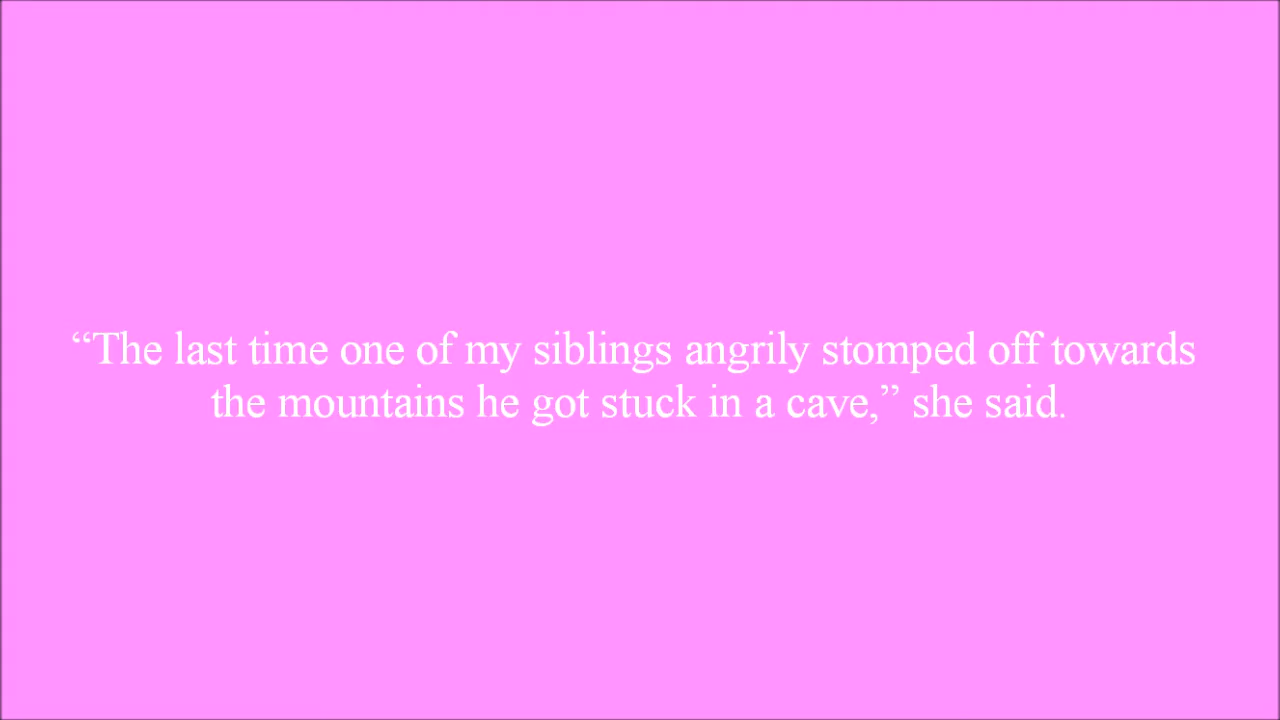 “The last time one of my siblings angrily stomped off towards
the mountains he got stuck in a cave,” she said.